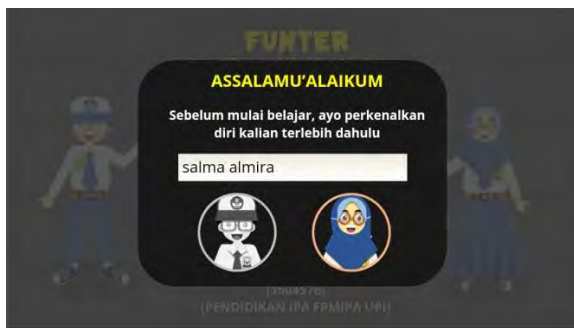 FUNTER
ASSALAMU'ALAIKUM
Sebelum mulai belajar, ayo perkenalkan
diri kalian terlebih dahulu
salma almira
(PENDIDIKAN IPA FPMIPA UPI)